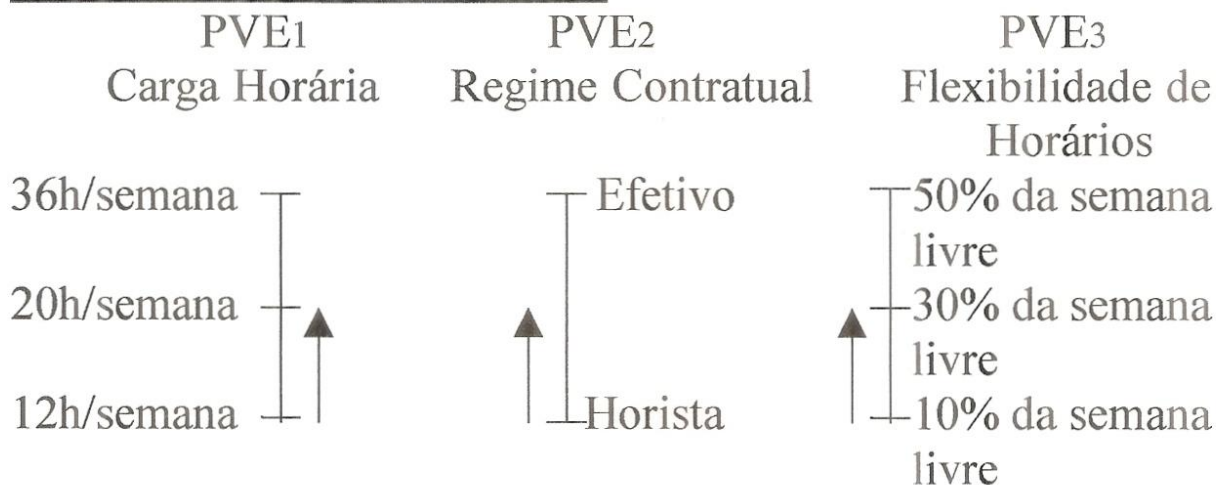 PVE1 PVE2 PVE3
Carga Horária Regime Contratual Flexibilidade de
Horários
36h/semana Efetivo 50% da semana
livre
20h/semana 30% da semana
livre
12h/semana Horista 10% da semana
livre